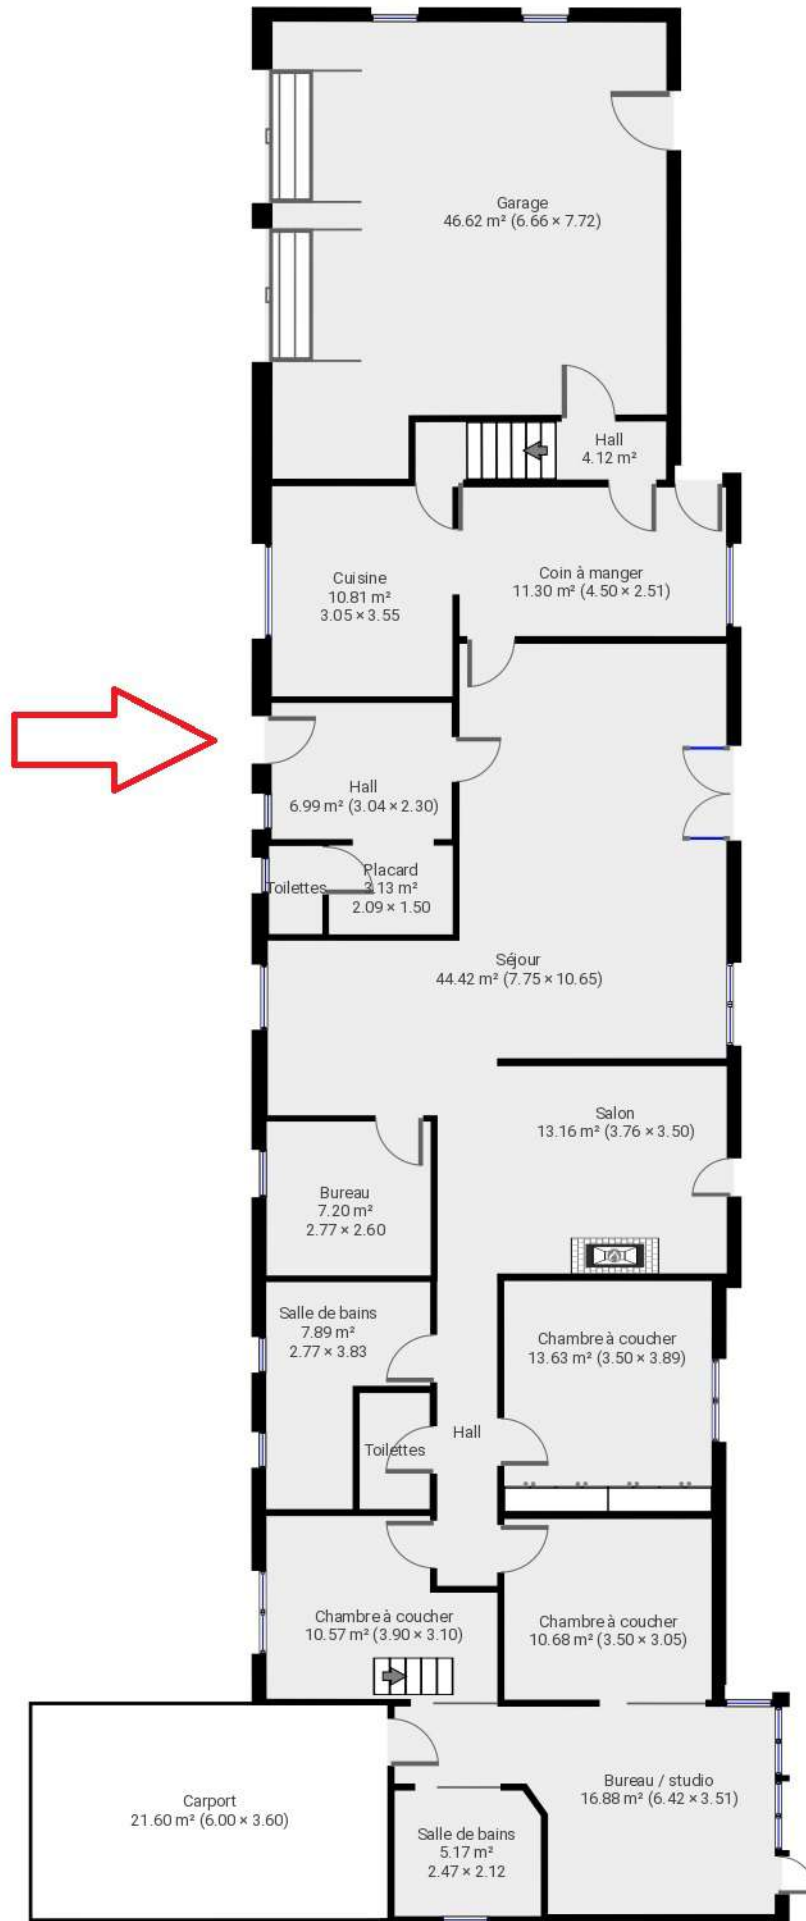 Garage
46.62 m² (6.66 × 7.72)
Hall
4.12 m²
Cuisine
10.81 m²
3.05 × 3.55
Coin à manger
11.30 m² (4.50 × 2.51)
Hall
6.99 m² (3.04 × 2.30)
Toilettes
Placard
3.13 m²
2.09 × 1.50
Séjour
44.42 m² (7.75 × 10.65)
Salon
13.16 m² (3.76 × 3.50)
Bureau
7.20 m²
2.77 × 2.60
Salle de bains
7.89 m²
2.77 × 3.83
Chambre à coucher
13.63 m² (3.50 × 3.89)
Toilettes
Hall
Chambre à coucher
10.57 m² (3.90 × 3.10)
Chambre à coucher
10.68 m² (3.50 × 3.05)
Carport
21.60 m² (6.00 × 3.60)
Bureau / studio
16.88 m² (6.42 × 3.51)
Salle de bains
5.17 m²
2.47 × 2.12